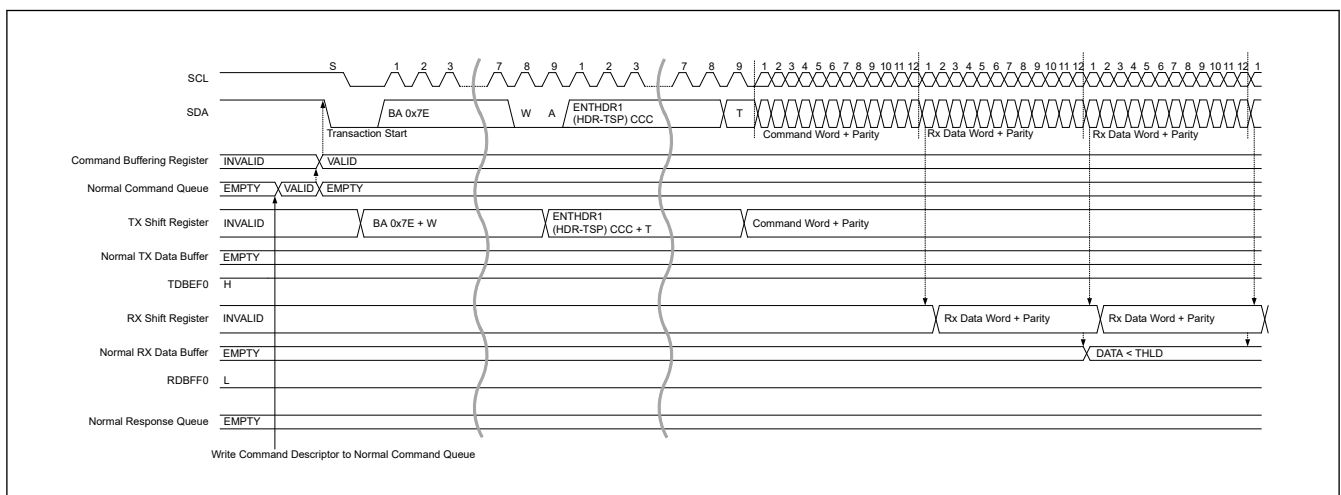 S 1 2 3 7 8 9 1 2 3 7 8 9 1 2 3 4 5 6 7 8 9 10 11 12 1 2 3 4 5 6 7 8 9 10 11 12 1 2 3 4 5 6 7 8 9 10 11 12 1
SCL
SDA BA 0x7E W A ENTHDR1
(HDR-TSP) CCC T
Transaction Start Command Word + Parity Rx Data Word + Parity Rx Data Word + Parity
Command Buffering Register INVALID VALID
Normal Command Queue EMPTY VALID EMPTY
TX Shift Register INVALID BA 0x7E + W ENTHDR1
(HDR-TSP) CCC + T Command Word + Parity
Normal TX Data Buffer EMPTY
TDBEF0 H
RX Shift Register INVALID Rx Data Word + Parity Rx Data Word + Parity
Normal RX Data Buffer EMPTY DATA < THLD
RDBFF0 L
Normal Response Queue EMPTY
Write Command Descriptor to Normal Command Queue